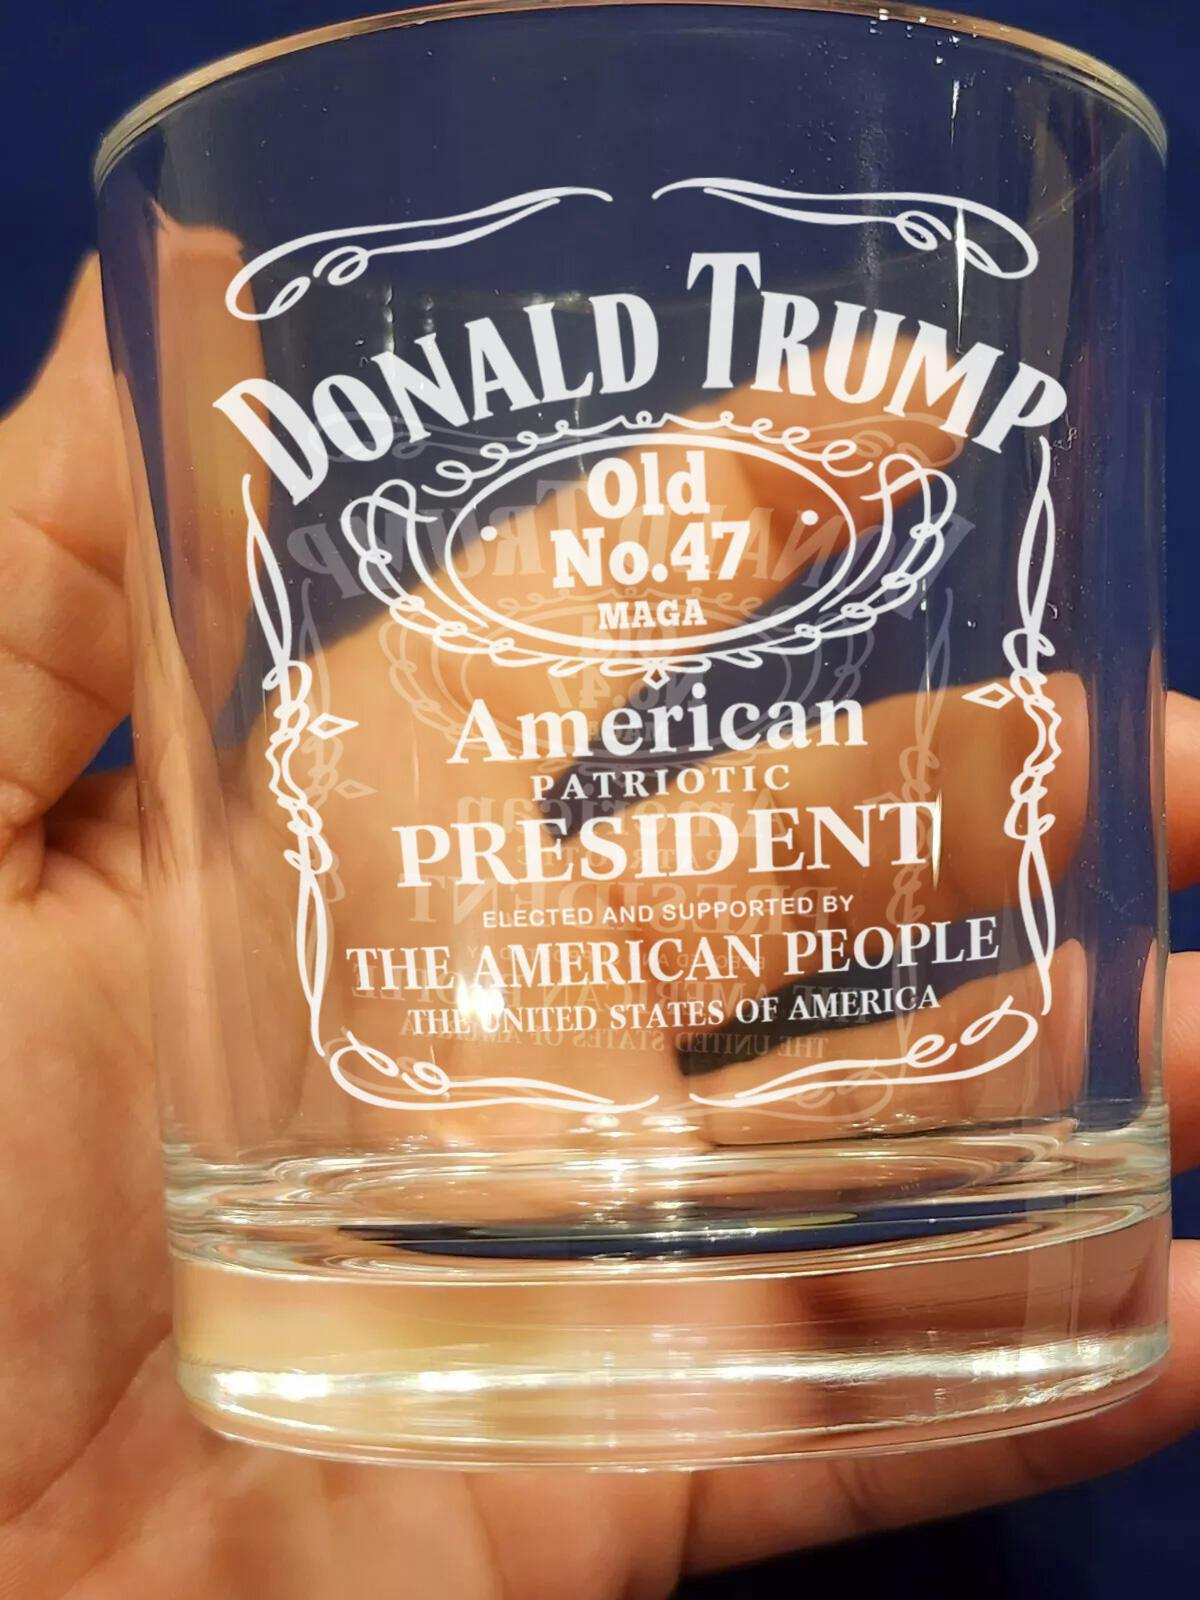 DONALD TRUMP
Old
No.47
MAGA
American
PATRIOTIC
PRESIDENT
ELECTED AND SUPPORTED BY
THE AMERICAN PEOPLE
THE UNITED STATES OF AMERICA